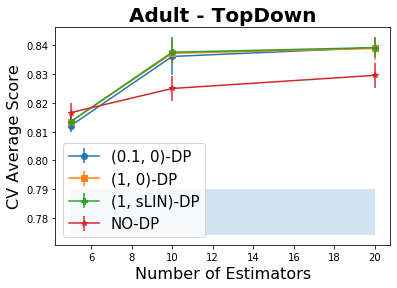 Adult - TopDown
CV Average Score
0.84
0.83
0.82
0.81
0.80
0.79
0.78
(0.1, 0)-DP
(1, 0)-DP
(1, sLIN)-DP
NO-DP
6 8 10 12 14 16 18 20
Number of Estimators